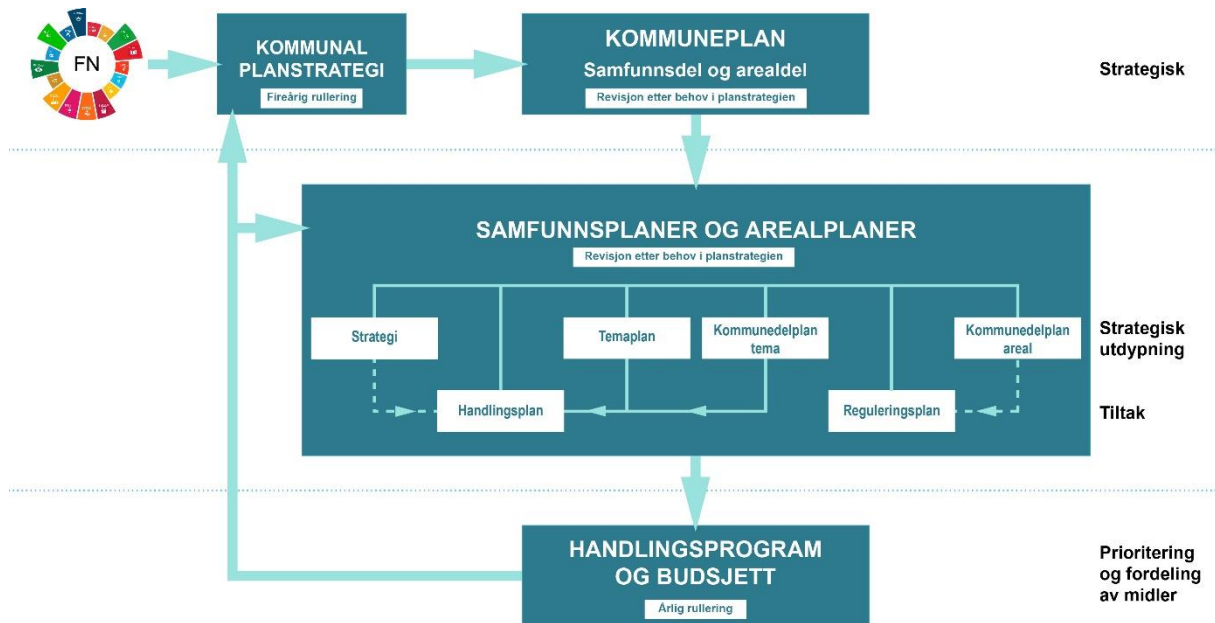 FN
KOMMUNAL
PLANSTRATEGI
Fireårig rullering
KOMMUNEPLAN
Samfunnsdel og arealdel
Revisjon etter behov i planstrategien
Strategisk
SAMFUNNSPLANER OG AREALPLANER
Revisjon etter behov i planstrategien
Strategi
Temaplan
Kommunedelplan
tema
Kommunedelplan
areal
Strategisk
utdypning
Handlingsplan
Reguleringsplan
Tiltak
HANDLINGSPROGRAM
OG BUDSJETT
Årlig rullering
Prioritering
og fordeling
av midler